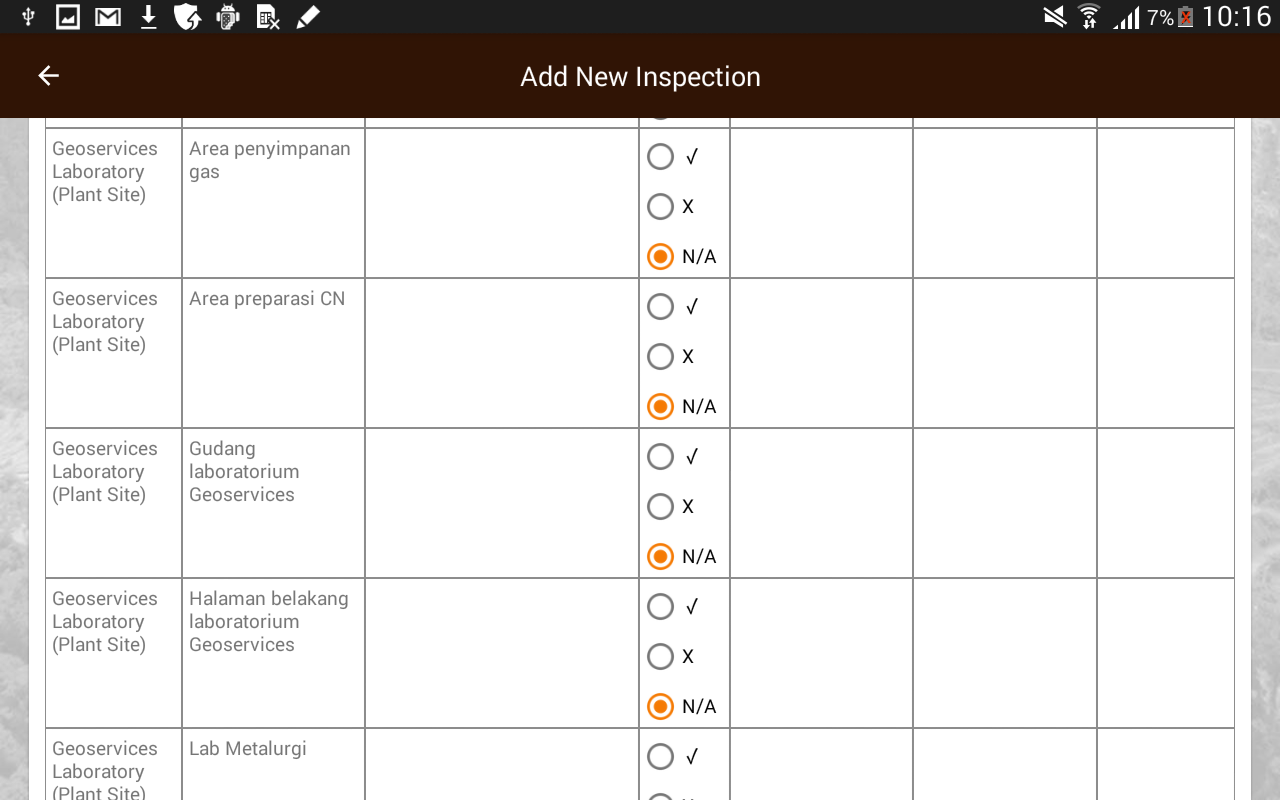 7% 10:16
Add New Inspection
Geoservices
Laboratory
(Plant Site)
Area penyimpanan
gas
√
X
N/A
Geoservices
Laboratory
(Plant Site)
Area preparasi CN
√
X
N/A
Geoservices
Laboratory
(Plant Site)
Gudang
laboratorium
Geoservices
√
X
N/A
Geoservices
Laboratory
(Plant Site)
Halaman belakang
laboratorium
Geoservices
√
X
N/A
Geoservices
Laboratory
(Plant Site)
Lab Metalurgi
√